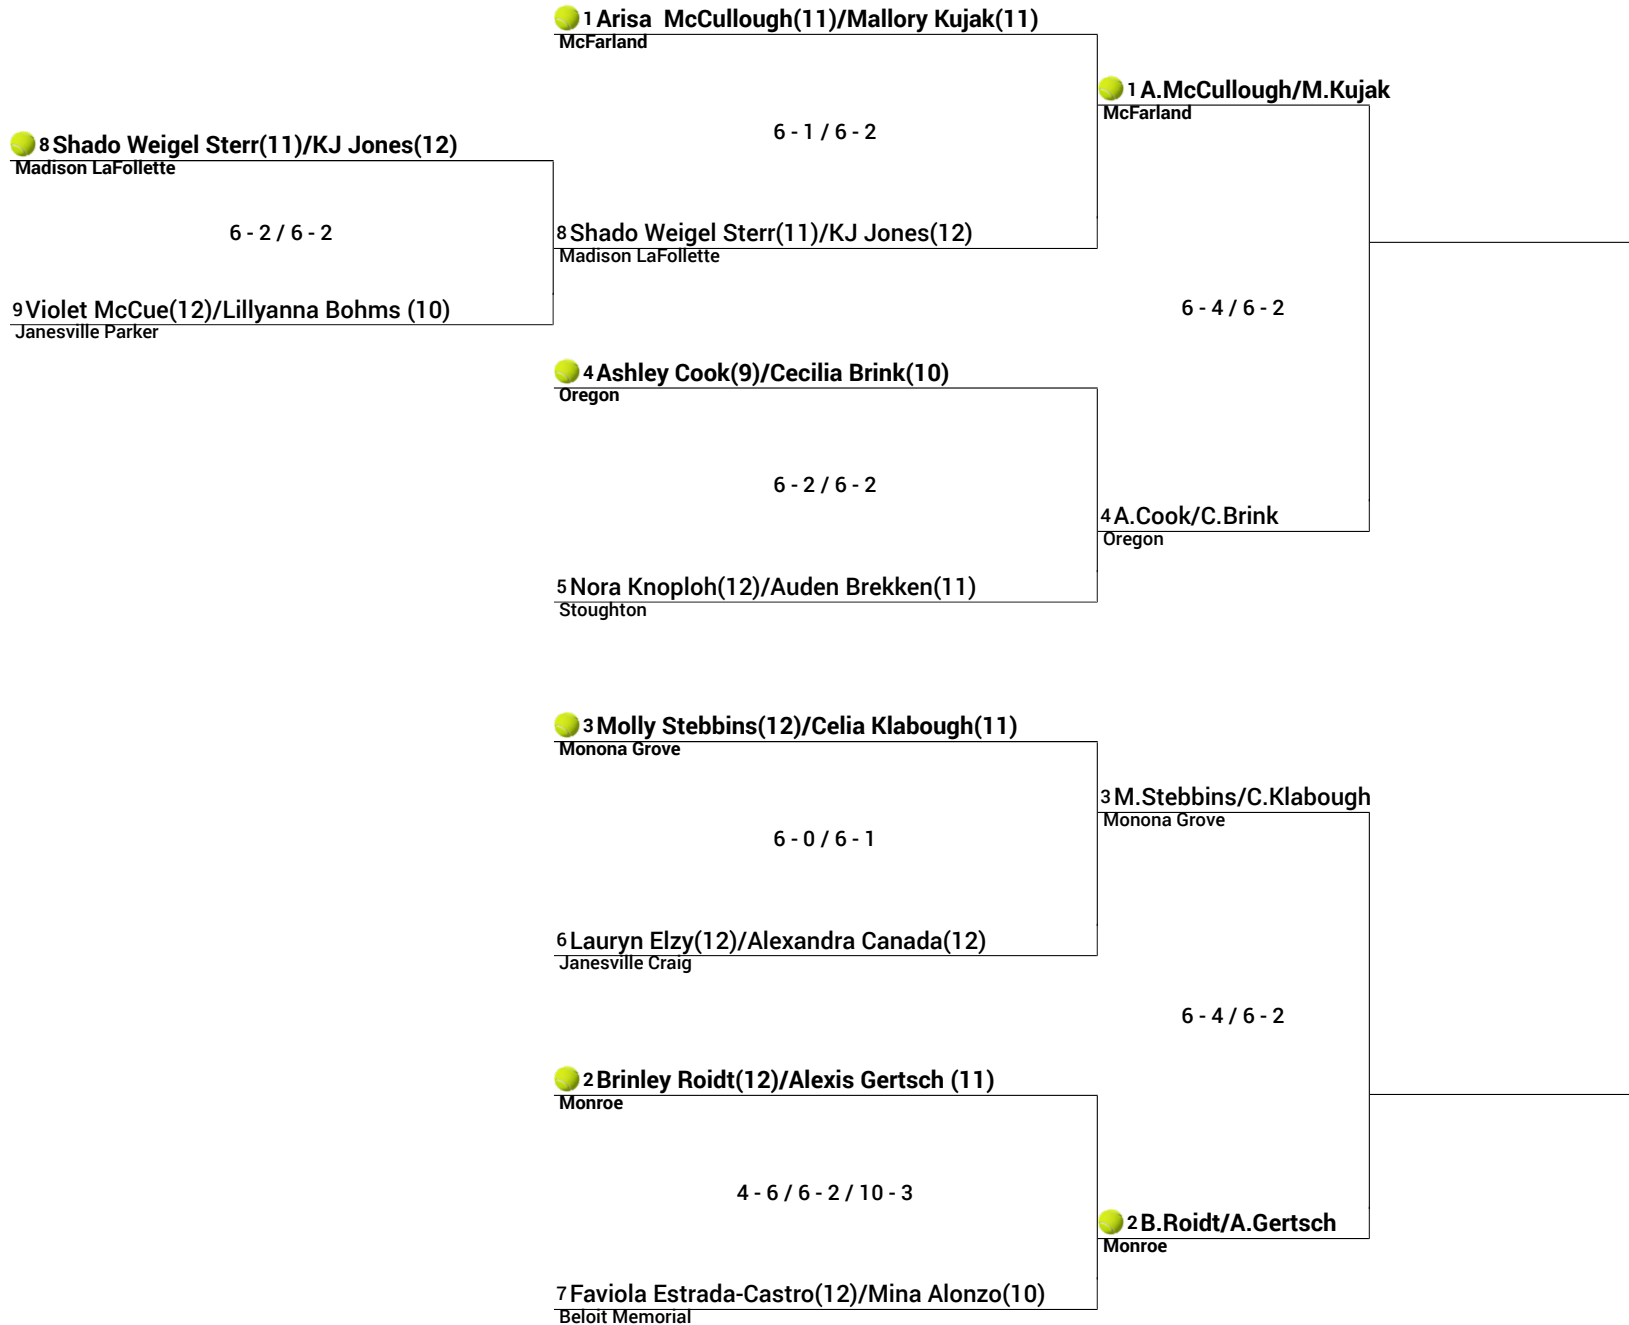 1 Arisa  McCullough(11)/Mallory Kujak(11)
McFarland
1 A.McCullough/M.Kujak
McFarland
6 - 1 / 6 - 2
8 Shado Weigel Sterr(11)/KJ Jones(12)
Madison LaFollette
6 - 2 / 6 - 2
8 Shado Weigel Sterr(11)/KJ Jones(12)
Madison LaFollette
9 Violet McCue(12)/Lillyanna Bohms (10)
Janesville Parker
6 - 4 / 6 - 2
4 Ashley Cook(9)/Cecilia Brink(10)
Oregon
6 - 2 / 6 - 2
4 A.Cook/C.Brink
Oregon
5 Nora Knoploh(12)/Auden Brekken(11)
Stoughton
3 Molly Stebbins(12)/Celia Klabough(11)
Monona Grove
3 M.Stebbins/C.Klabough
Monona Grove
6 - 0 / 6 - 1
6 Lauryn Elzy(12)/Alexandra Canada(12)
Janesville Craig
6 - 4 / 6 - 2
2 Brinley Roidt(12)/Alexis Gertsch (11)
Monroe
4 - 6 / 6 - 2 / 10 - 3
2 B.Roidt/A.Gertsch
Monroe
7 Faviola Estrada-Castro(12)/Mina Alonzo(10)
Beloit Memorial